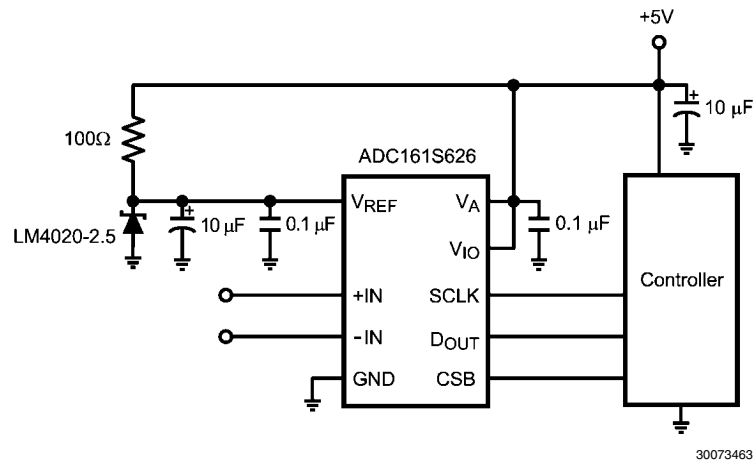 +5V
+
10 µF
100Ω
ADC161S626
VREF
VA
+
10 µF
0.1 µF
0.1 µF
LM4020-2.5
VIO
Controller
+IN
SCLK
-IN
DOUT
GND
CSB
30073463